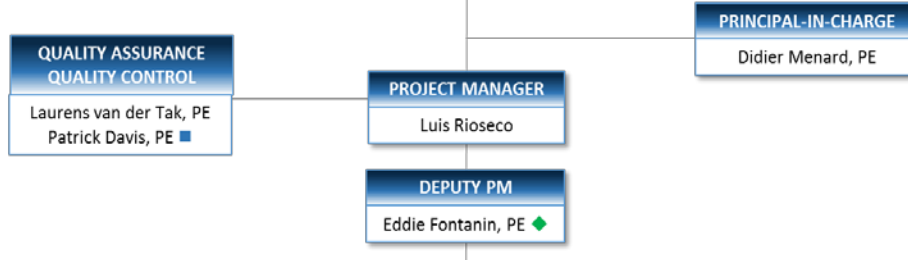 PRINCIPAL-IN-CHARGE
Didier Menard, PE
QUALITY ASSURANCE
QUALITY CONTROL
Laurens van der Tak, PE
Patrick Davis, PE
PROJECT MANAGER
Luis Rioseco
DEPUTY PM
Eddie Fontanin, PE